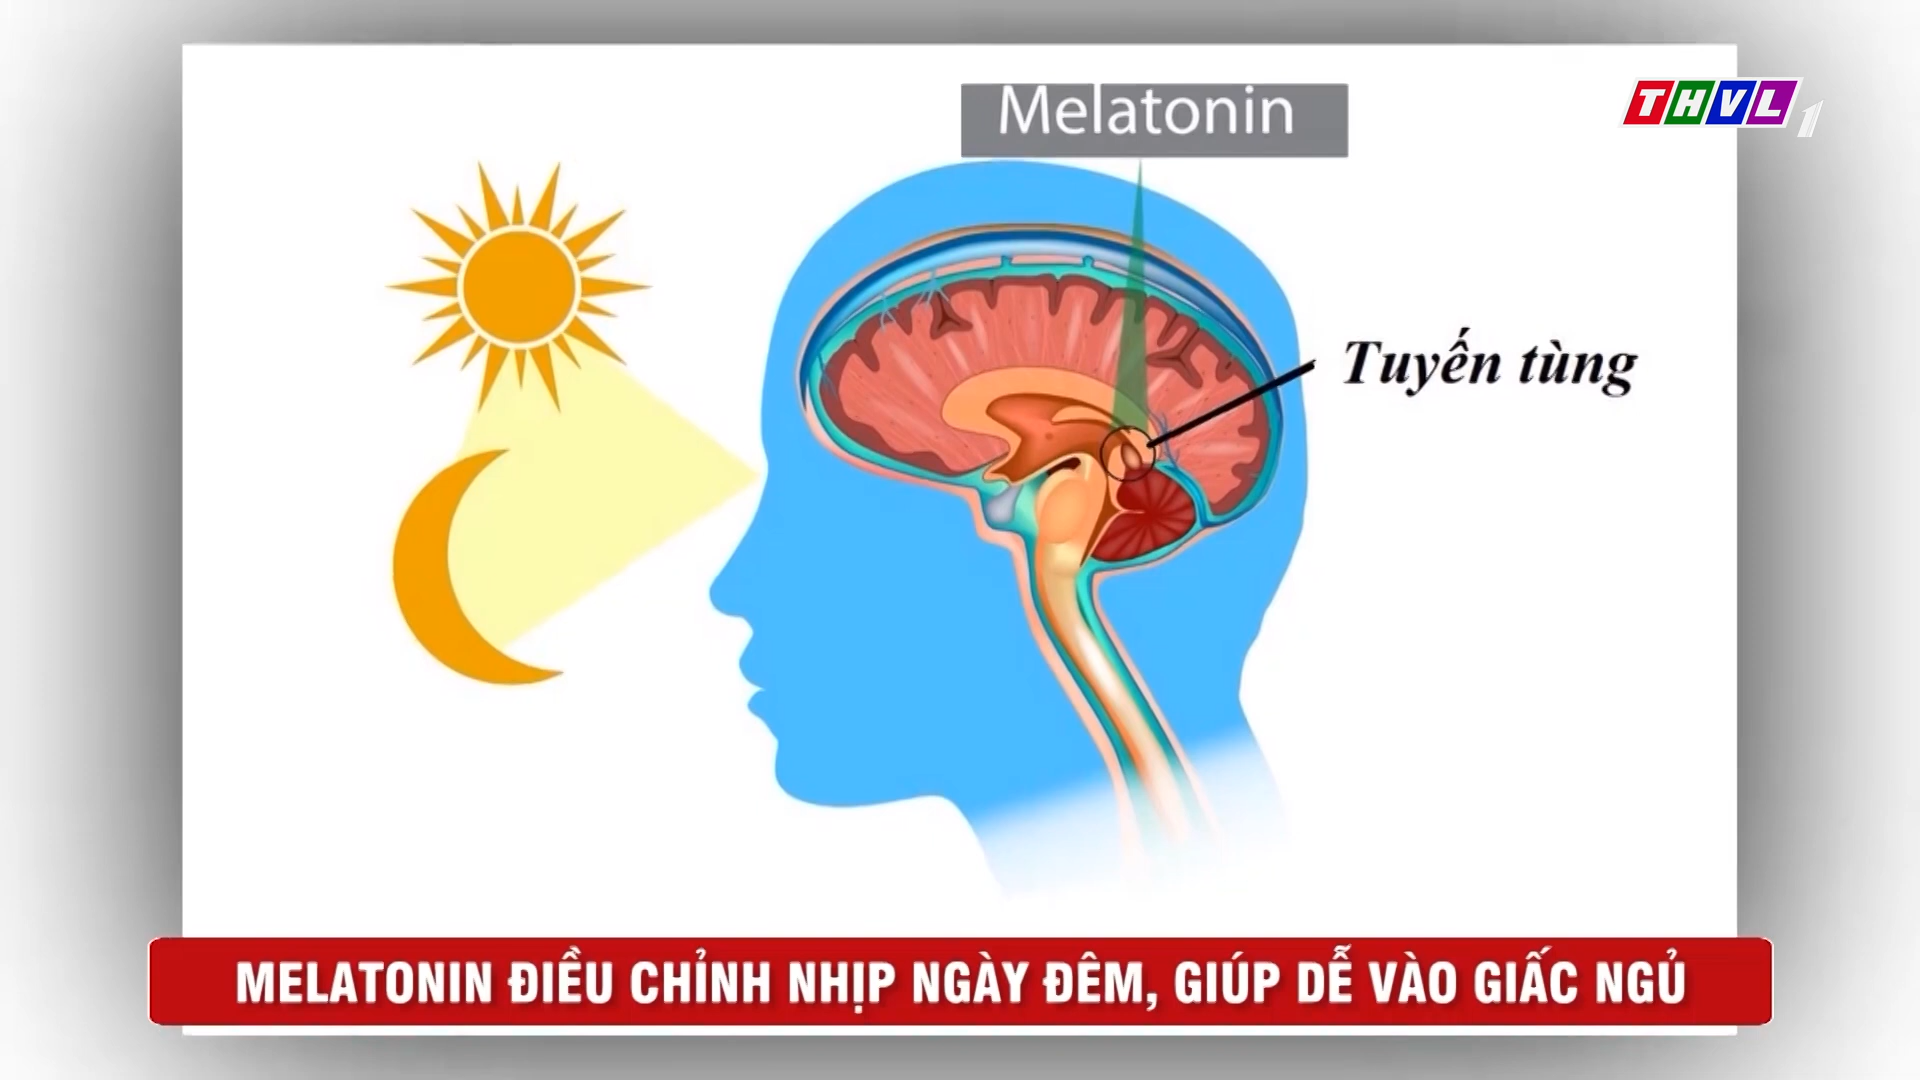 Melatonin
THVL 1
Tuyến tùng
MELATONIN ĐIỀU CHỈNH NHỊP NGÀY ĐÊM, GIÚP DỄ VÀO GIẤC NGỦ